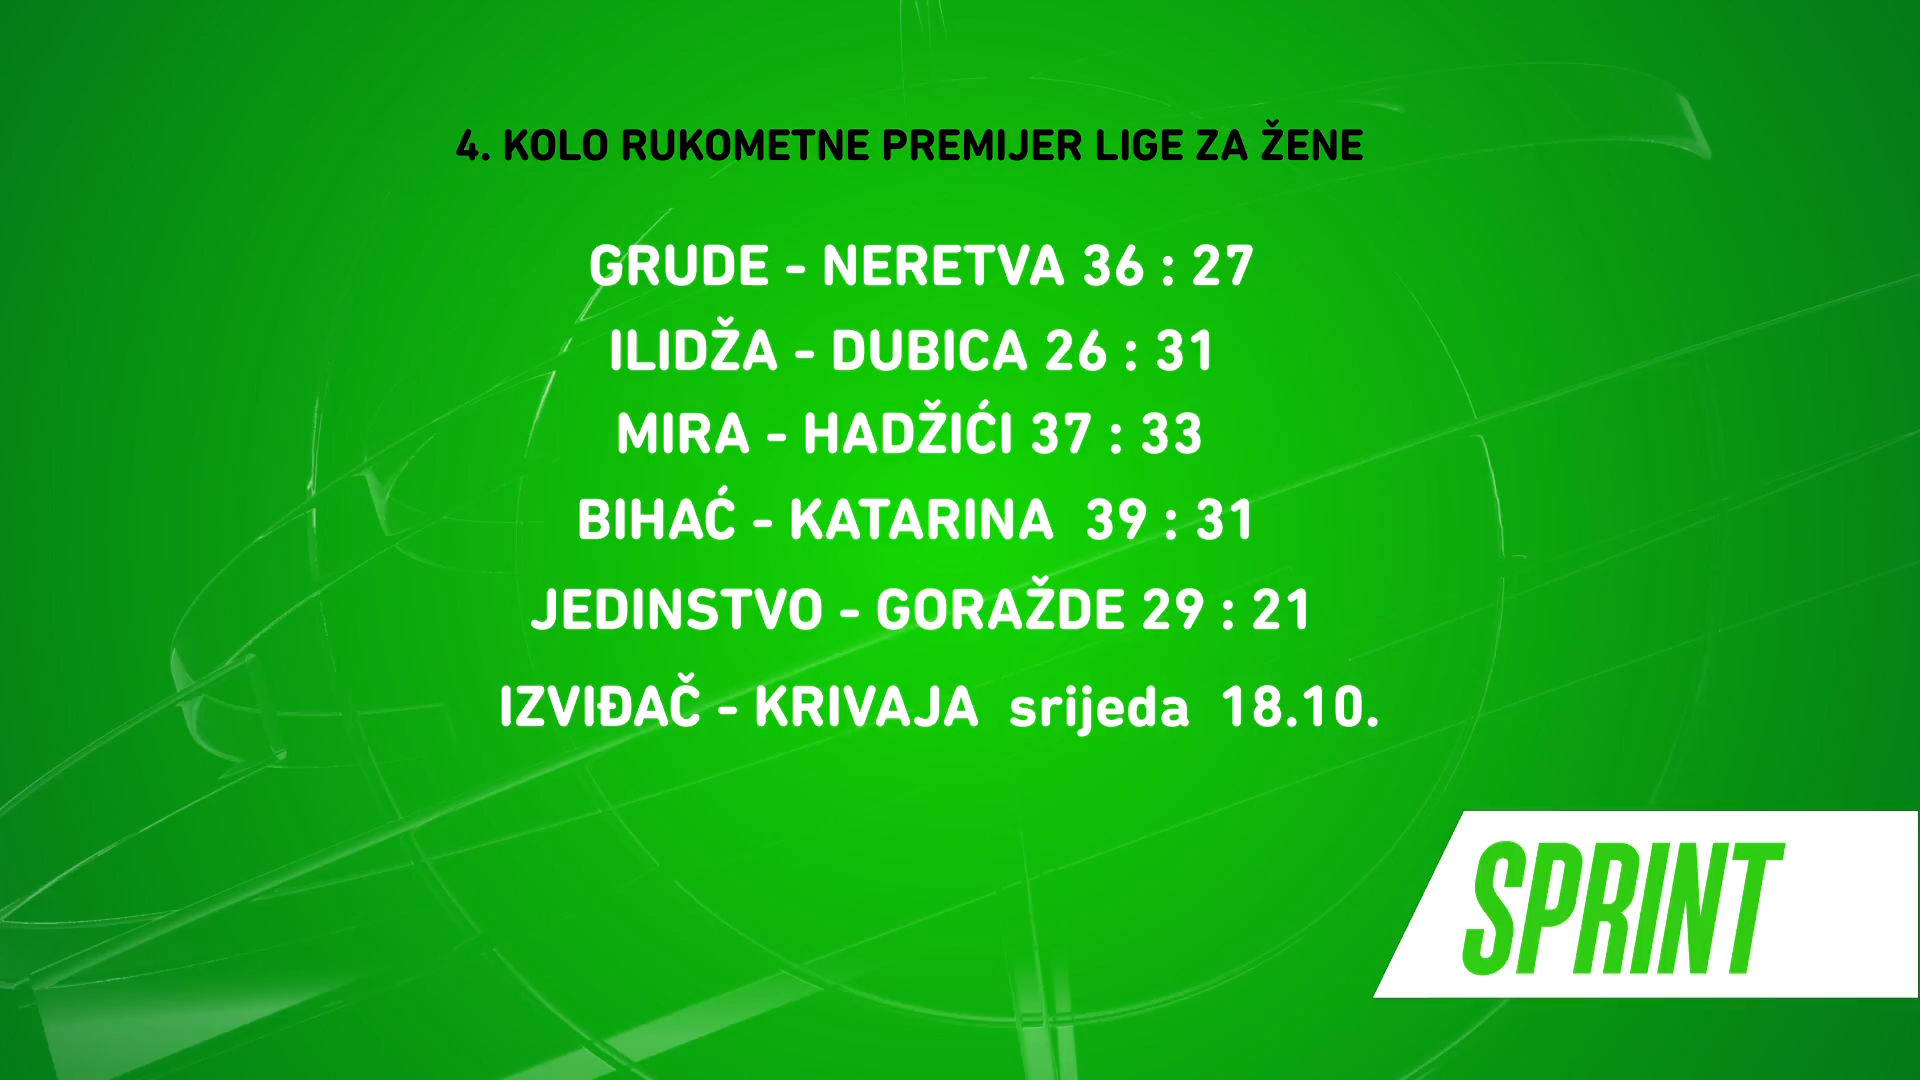 4. KOLO RUKOMETNE PREMIJER LIGE ZA ŽENE
GRUDE - NERETVA 36 : 27
ILIDŽA - DUBICA 26 : 31
MIRA - HADŽIĆI 37 : 33
BIHAĆ - KATARINA 39 : 31
JEDINSTVO - GORAŽDE 29 : 21
IZVIĐAČ - KRIVAJA srijeda 18.10.
SPRINT